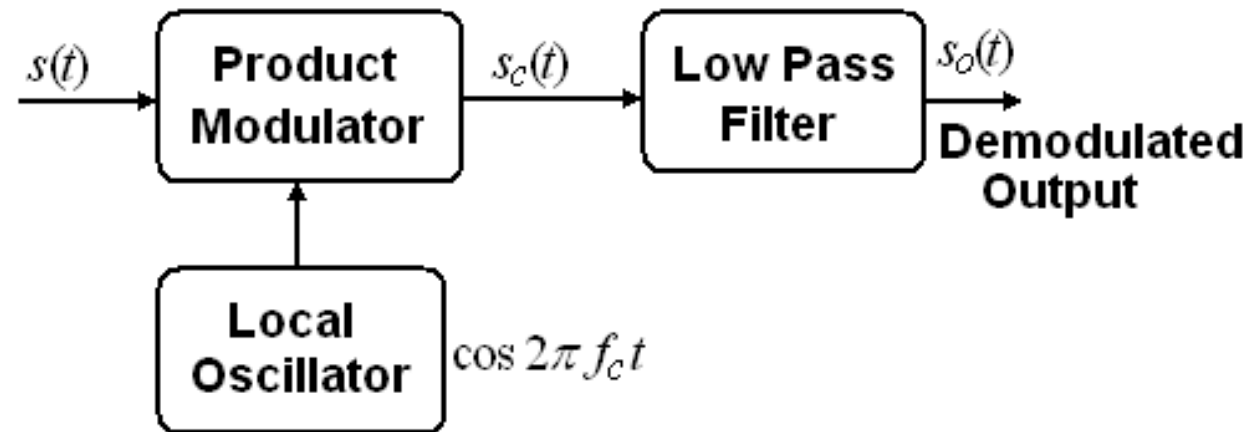 s(t)
Product
Modulator
s_C(t)
Low Pass
Filter
s_O(t)
Demodulated
Output
Local
Oscillator
cos 2π f_C t